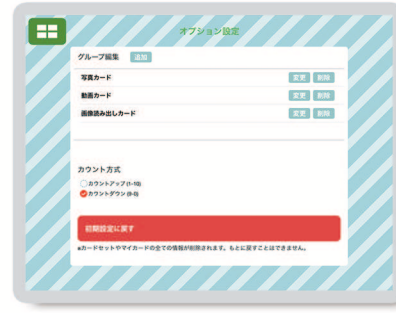 オプション設定
グループ編集 追加
写真カード 変更 削除
動画カード 変更 削除
画像読み出しカード 変更 削除
カウント方式
カウントアップ (1-10)
カウントダウン (9-0)
初期設定に戻す
※カードセットやマイカードの全ての情報が削除されます。もとに戻すことはできません。